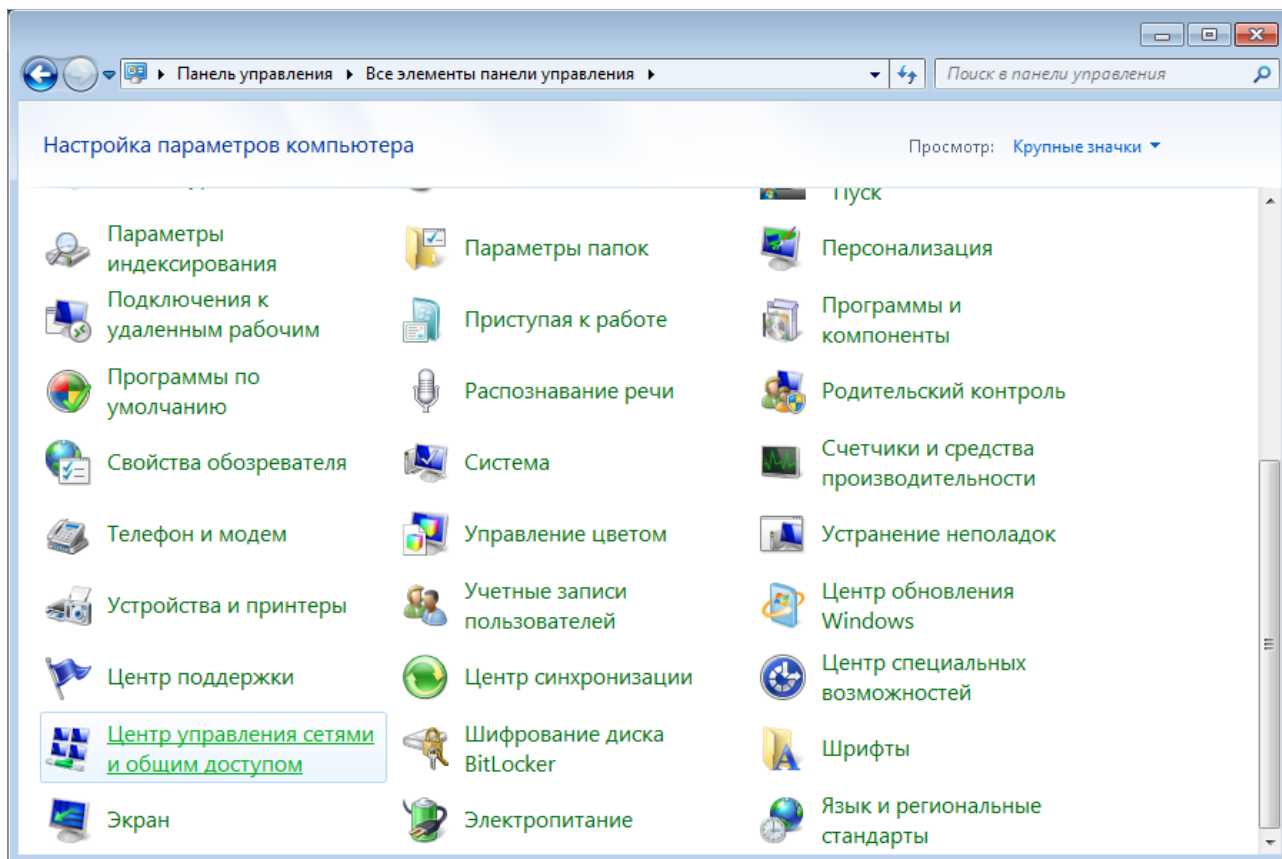 Панель управления
Все элементы панели управления
Поиск в панели управления
Настройка параметров компьютера
Просмотр:
Крупные значки
Пуск
Параметры
индексирования
Параметры папок
Персонализация
Подключения к
удаленным рабочим
Приступая к работе
Программы и
компоненты
Программы по
умолчанию
Распознавание речи
Родительский контроль
Свойства обозревателя
Система
Счетчики и средства
производительности
Телефон и модем
Управление цветом
Устранение неполадок
Устройства и принтеры
Учетные записи
пользователей
Центр обновления
Windows
Центр поддержки
Центр синхронизации
Центр специальных
возможностей
Центр управления сетями
и общим доступом
Шифрование диска
BitLocker
Шрифты
Экран
Электропитание
Язык и региональные
стандарты